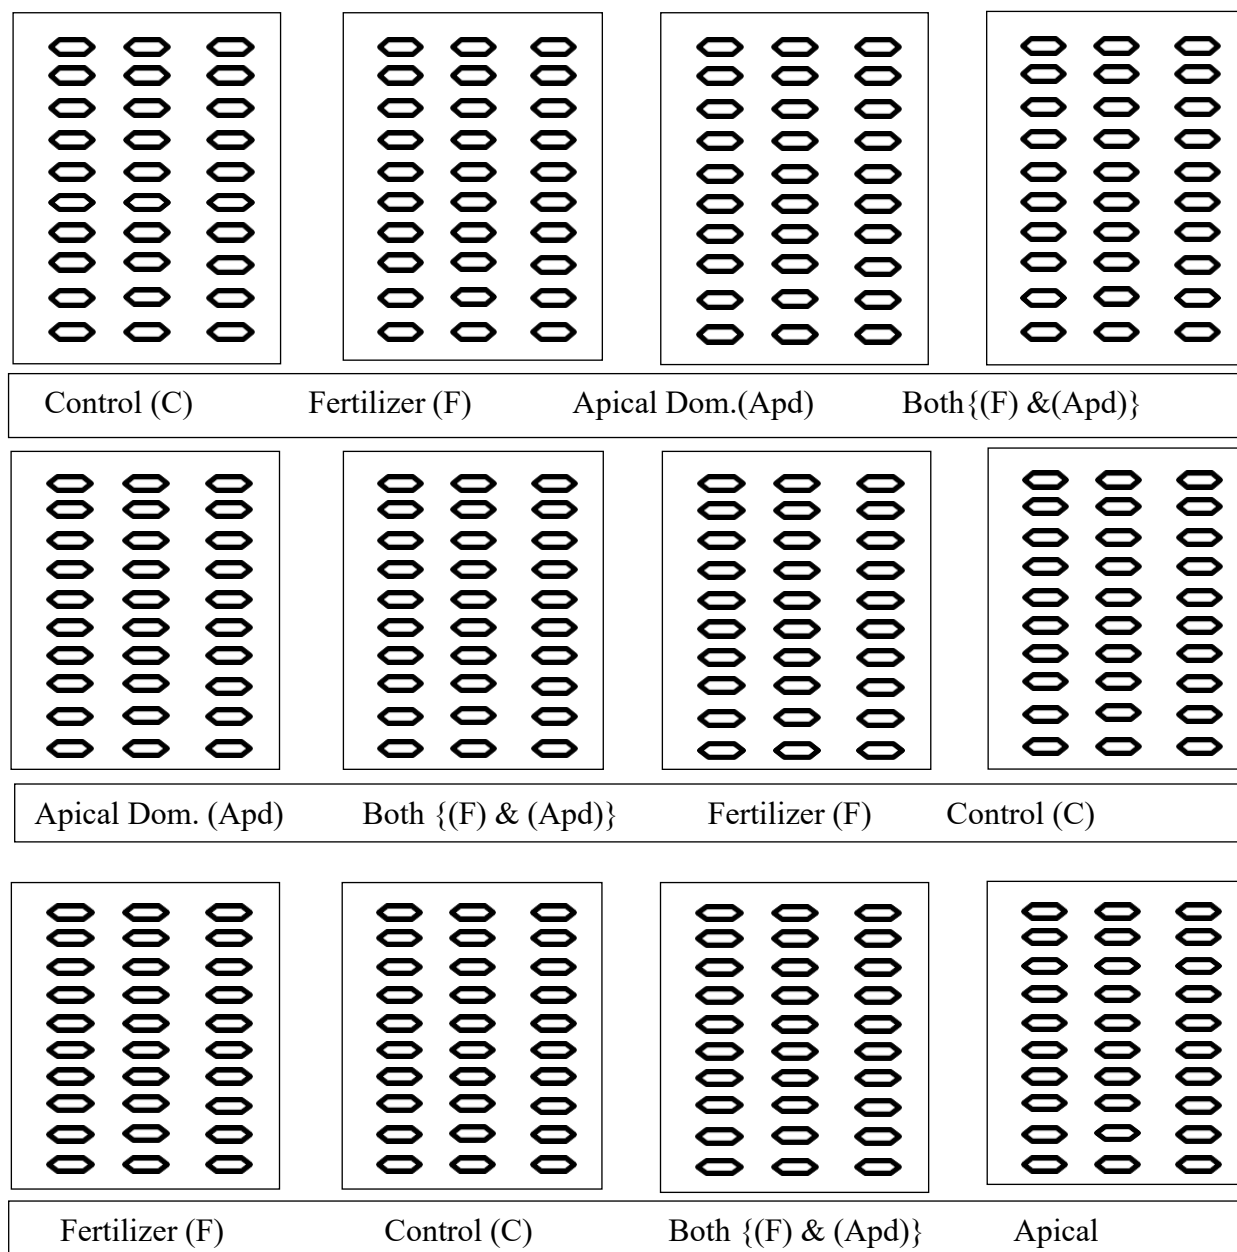 Control (C) Fertilizer (F) Apical Dom.(Apd) Both{(F) &(Apd)}
Apical Dom. (Apd) Both {(F) & (Apd)} Fertilizer (F) Control (C)
Fertilizer (F) Control (C) Both {(F) & (Apd)} Apical